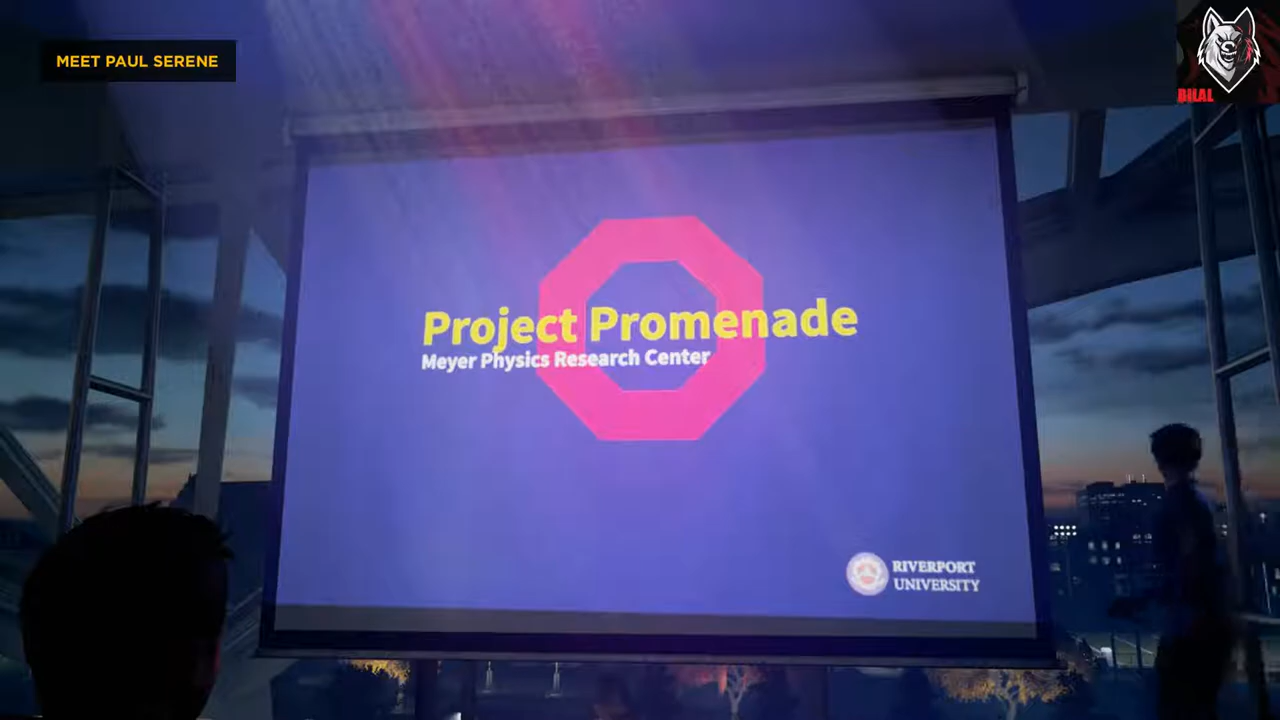 MEET PAUL SERENE
BILAL
Project Promenade
Meyer Physics Research Center
RIVERPORT
UNIVERSITY